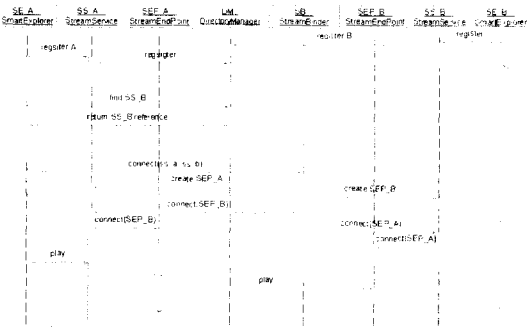 SE_A SS_A SEP_A DM SB SEP_B SS_B SE_B
SmartExplorer StreamService StreamEndPoint DirectoryManager StreamBinder StreamEndPoint StreamService SmartExplorer
register B register
register A register
find SS_B
return SS_B reference
connect(ss_a, ss_b)
create SEP_A
create SEP_B
connect(SEP_B)
connect(SEP_B) connect(SEP_A)
connect(SEP_A)
play
play